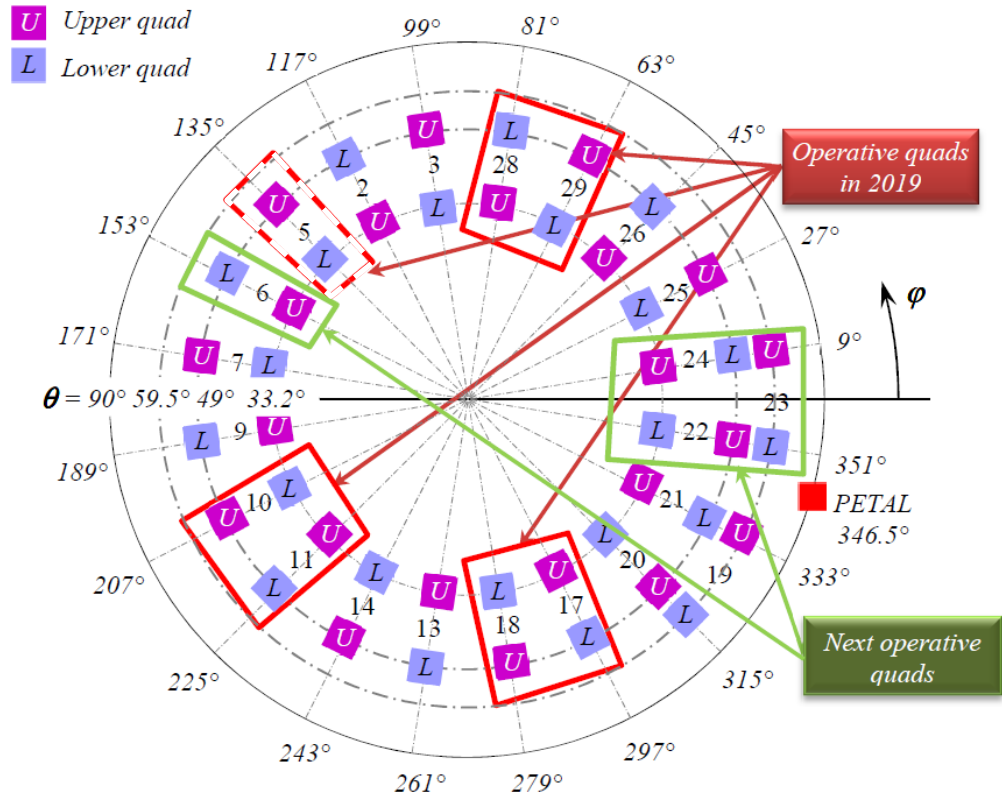 U Upper quad
L Lower quad
99°
81°
117°
63°
135°
45°
153°
27°
171°
9°
θ = 90° 59.5° 49° 33.2°
φ
189°
351°
207°
333°
225°
315°
243°
297°
261°
279°
Operative quads
in 2019
Next operative
quads
PETAL
346.5°
U
L
3
L
2
U
L
28
U
U
29
L
L
26
U
U
25
L
U
5
L
L
6
U
U
7
L
U
24
L
U
23
L
22
U
L
L
9
U
L
10
U
U
11
L
L
14
U
U
13
L
L
18
U
U
17
L
L
20
U
L
U
21
L
U
19